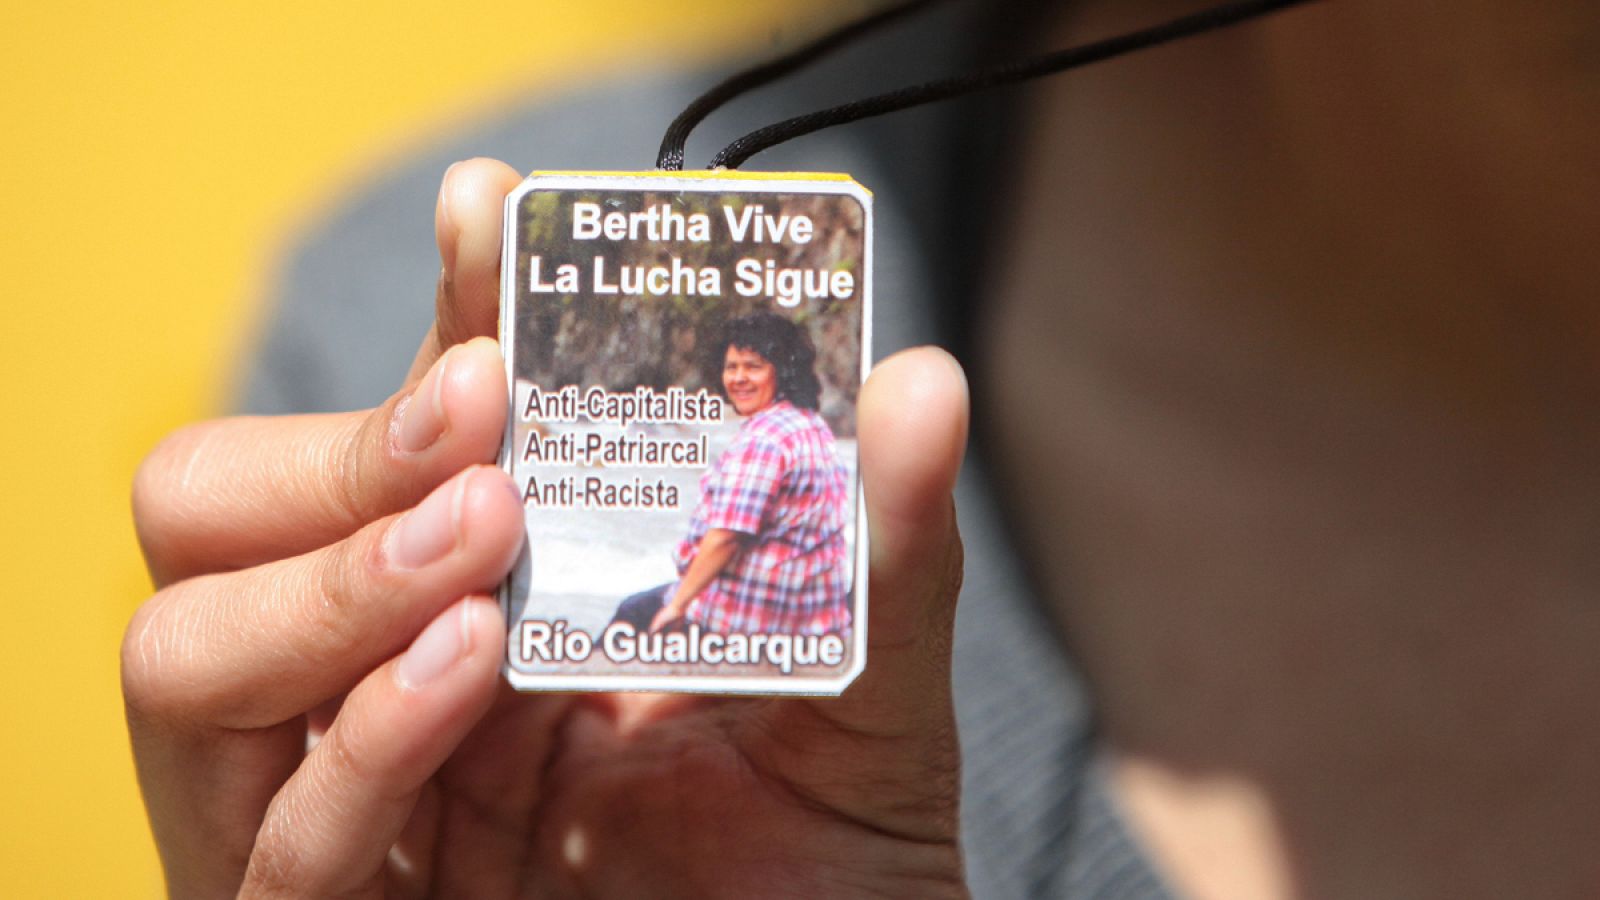 Bertha Vive
La Lucha Sigue
Anti-Capitalista
Anti-Patriarcal
Anti-Racista
Río Gualcarque